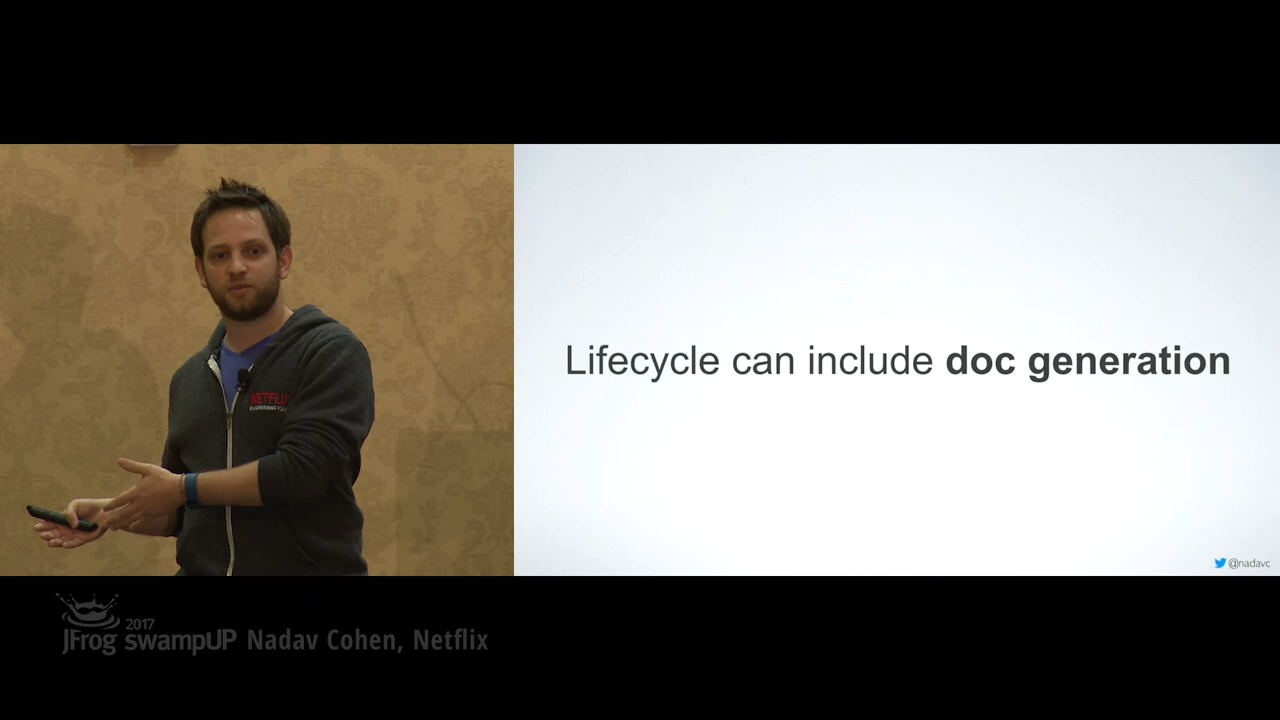 NETFLIX
Lifecycle can include doc generation
@nadavc
2017
JFrog swampUP Nadav Cohen, Netflix